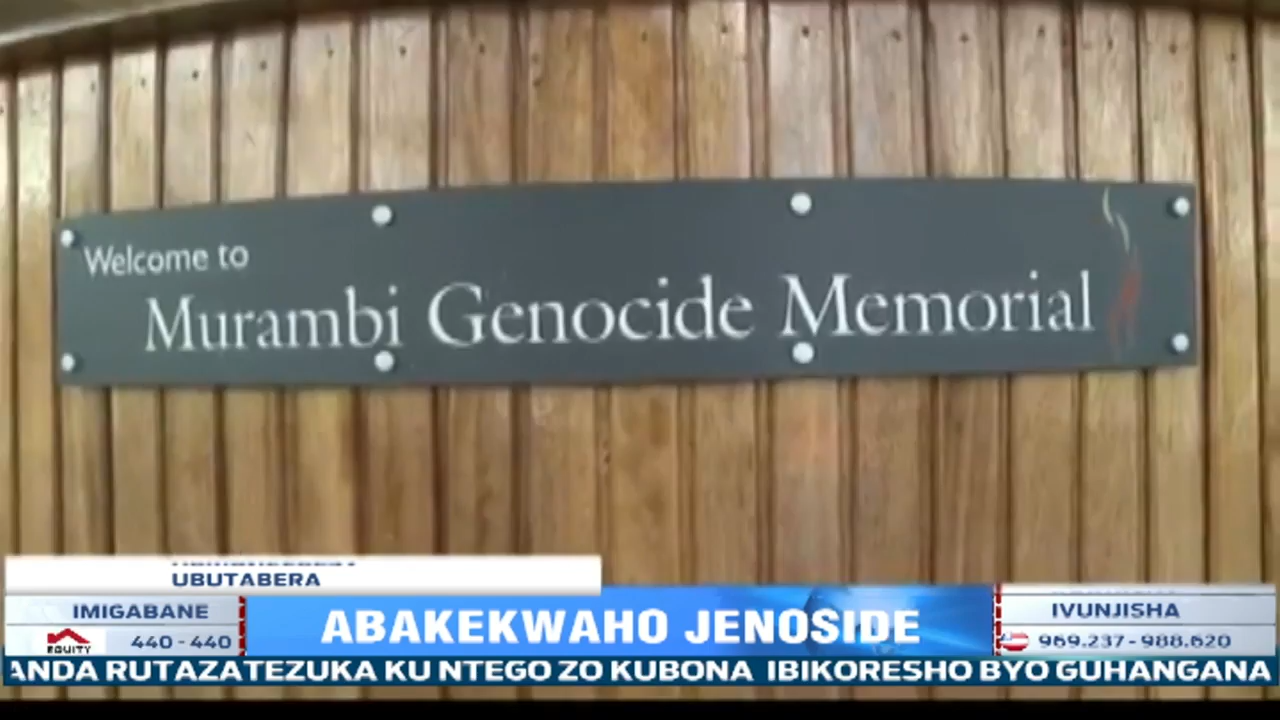 Welcome to
Murambi Genocide Memorial
UBUTABERA
IMIGABANE
EQUITY 440-440
ABAKEKWAHO JENOSIDE
IVUNJISHA
969.237-988.620
ANDA RUTAZATEZUKA KU NTEGO ZO KUBONA IBIKORESHO BYO GUHANGANA